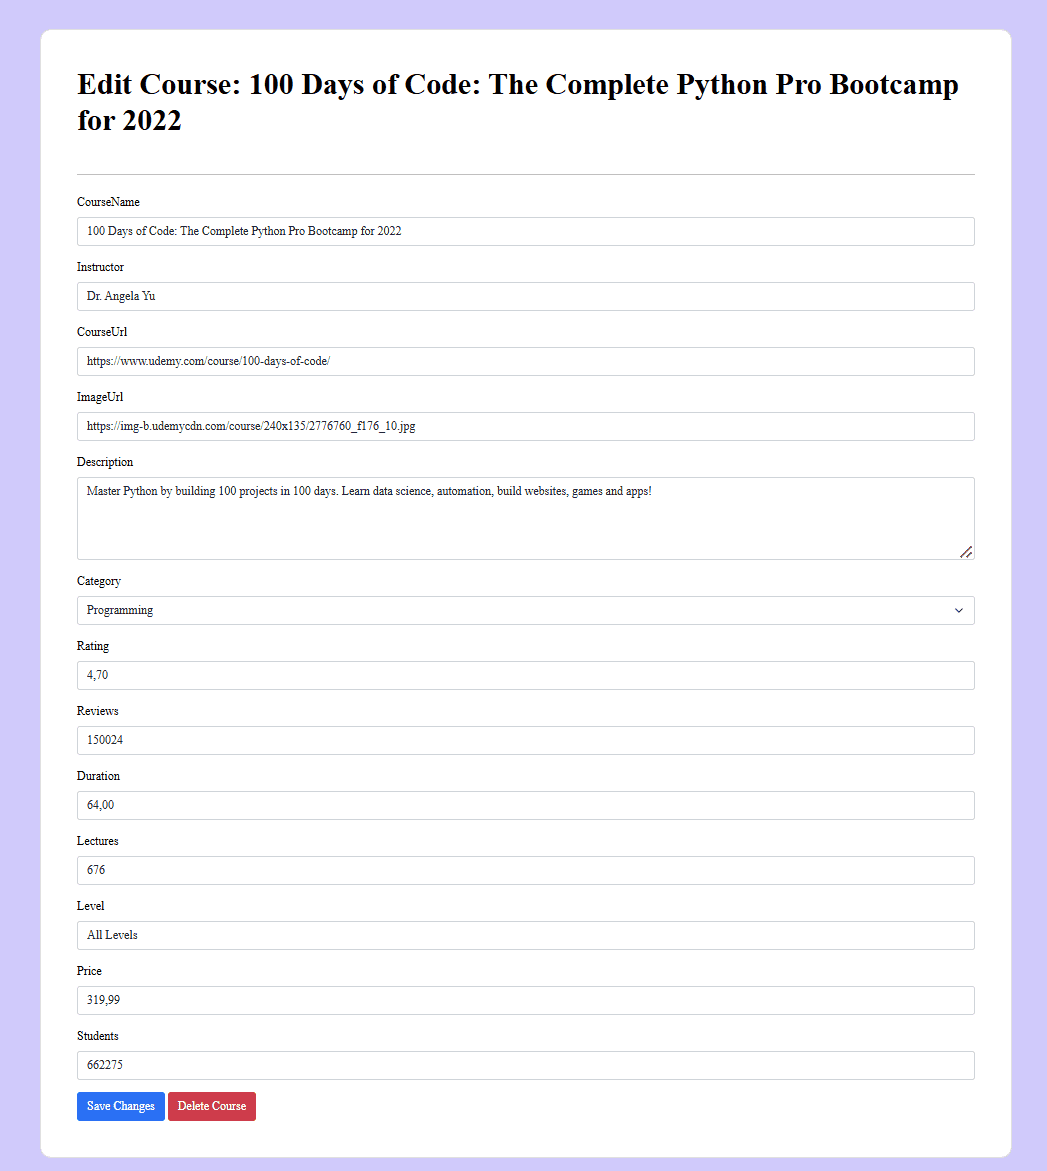 Edit Course: 100 Days of Code: The Complete Python Pro Bootcamp
for 2022
CourseName
100 Days of Code: The Complete Python Pro Bootcamp for 2022
Instructor
Dr. Angela Yu
CourseUrl
https://www.udemy.com/course/100-days-of-code/
ImageUrl
https://img-b.udemycdn.com/course/240x135/2776760_f176_10.jpg
Description
Master Python by building 100 projects in 100 days. Learn data science, automation, build websites, games and apps!
Category
Programming
Rating
4,70
Reviews
150024
Duration
64,00
Lectures
676
Level
All Levels
Price
319,99
Students
662275
Save Changes Delete Course